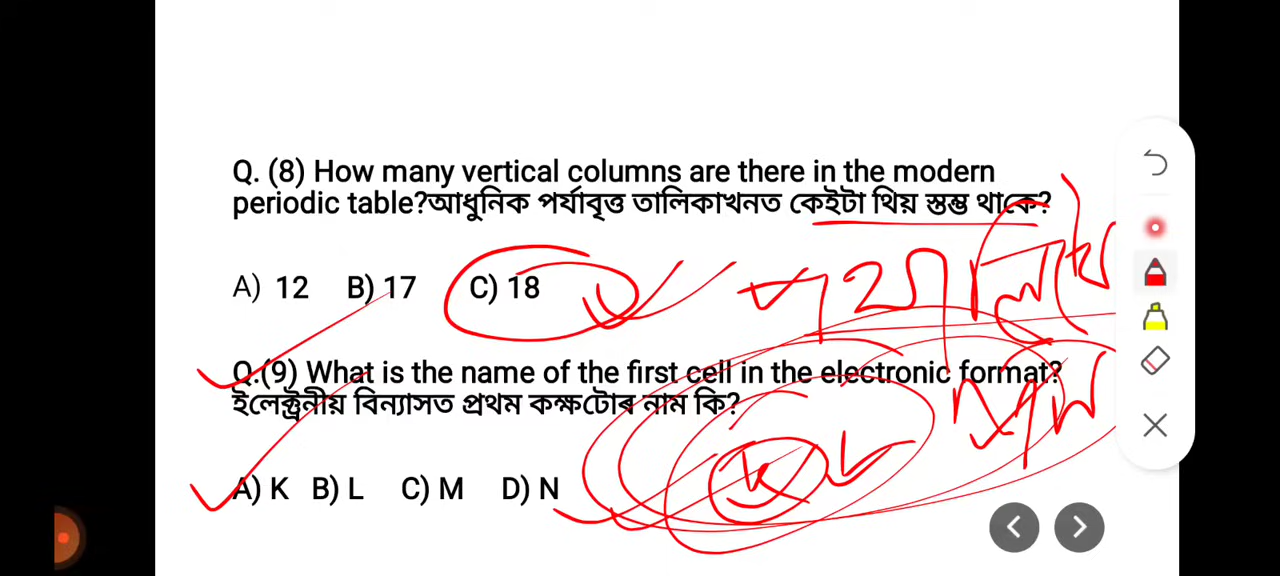 Q. (8) How many vertical columns are there in the modern
periodic table?আধুনিক পৰ্যাবৃত্ত তালিকাখনত কেইটা থিয় স্তম্ভ থাকে?
A) 12 B) 17 C) 18
Q.(9) What is the name of the first cell in the electronic format?
ইলেক্ট্ৰনীয় বিন্যাসত প্ৰথম কক্ষটোৰ নাম কি?
K
A) K B) L C) M D) N